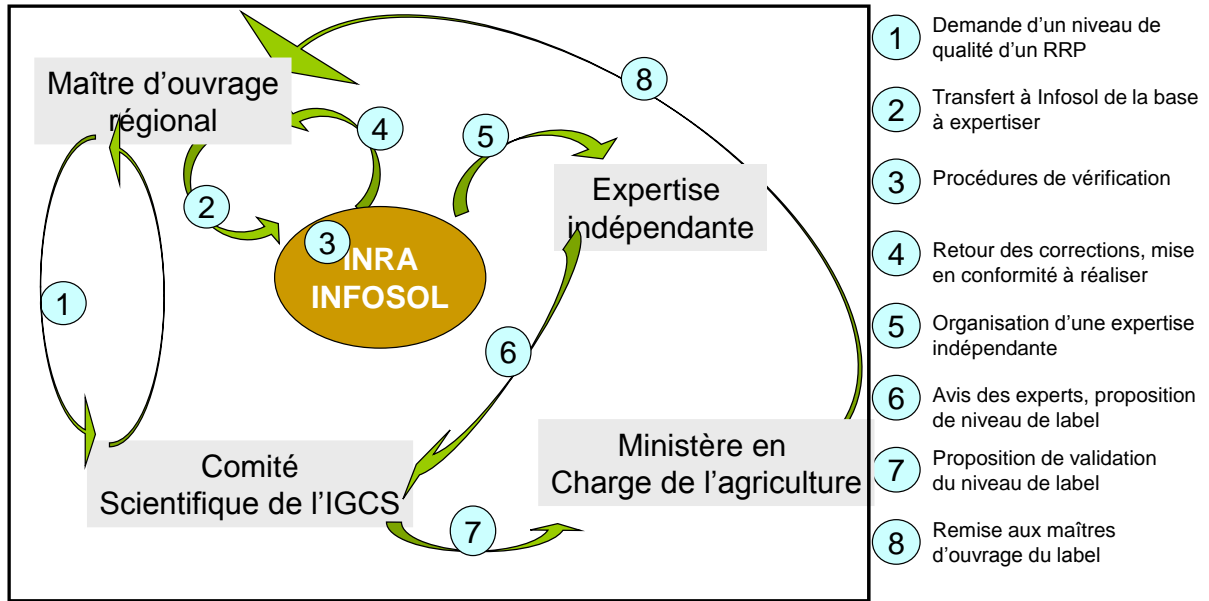 Maître d'ouvrage
régional
8
4
5
2
3
INRA
INFOSOL
Expertise
indépendante
1
6
Comité
Scientifique de l'IGCS
Ministère en
Charge de l'agriculture
7
1
Demande d'un niveau de
qualité d'un RRP
2
Transfert à Infosol de la base
à expertiser
3
Procédures de vérification
4
Retour des corrections, mise
en conformité à réaliser
5
Organisation d'une expertise
indépendante
6
Avis des experts, proposition
de niveau de label
7
Proposition de validation
du niveau de label
8
Remise aux maîtres
d'ouvrage du label